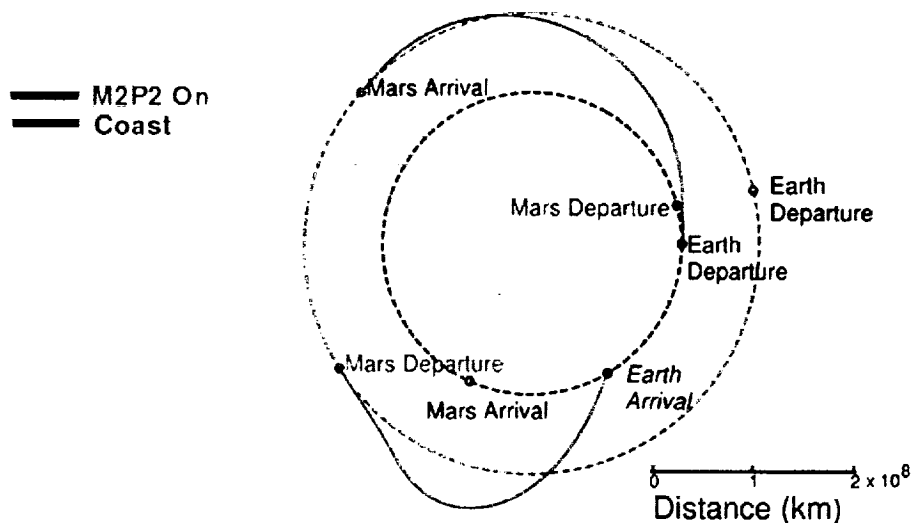 M2P2 On
Coast
Mars Arrival
Earth
Departure
Mars Departure
Earth
Departure
Mars Departure
Mars Arrival
Earth
Arrival
0 1 2 x 10⁸
Distance (km)